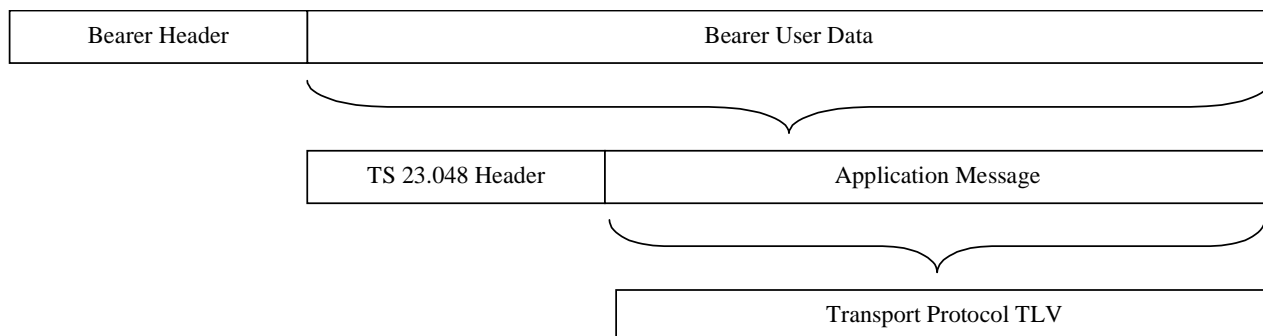 Bearer Header
Bearer User Data
TS 23.048 Header
Application Message
Transport Protocol TLV